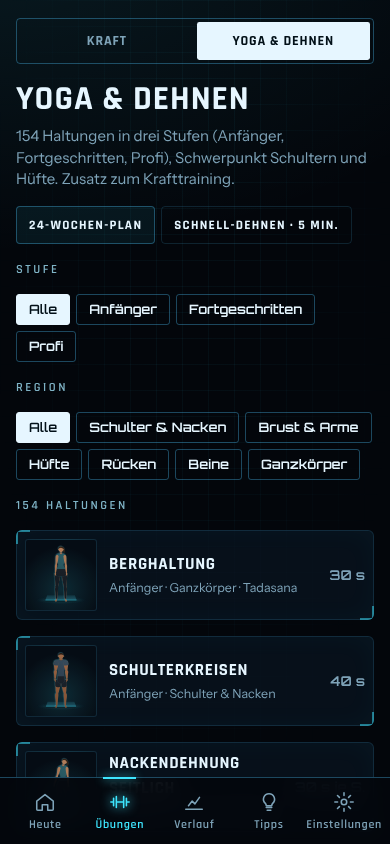 KRAFT
YOGA & DEHNEN
YOGA & DEHNEN
154 Haltungen in drei Stufen (Anfänger,
Fortgeschritten, Profi), Schwerpunkt Schultern und
Hüfte. Zusatz zum Krafttraining.
24-WOCHEN-PLAN
SCHNELL-DEHNEN · 5 MIN.
STUFE
Alle
Anfänger
Fortgeschritten
Profi
REGION
Alle
Schulter & Nacken
Brust & Arme
Hüfte
Rücken
Beine
Ganzkörper
154 HALTUNGEN
BERGHALTUNG
Anfänger · Ganzkörper · Tadasana
30 s
SCHULTERKREISEN
Anfänger · Schulter & Nacken
40 s
NACKENDEHNUNG
Heute
Übungen
Verlauf
Tipps
Einstellungen